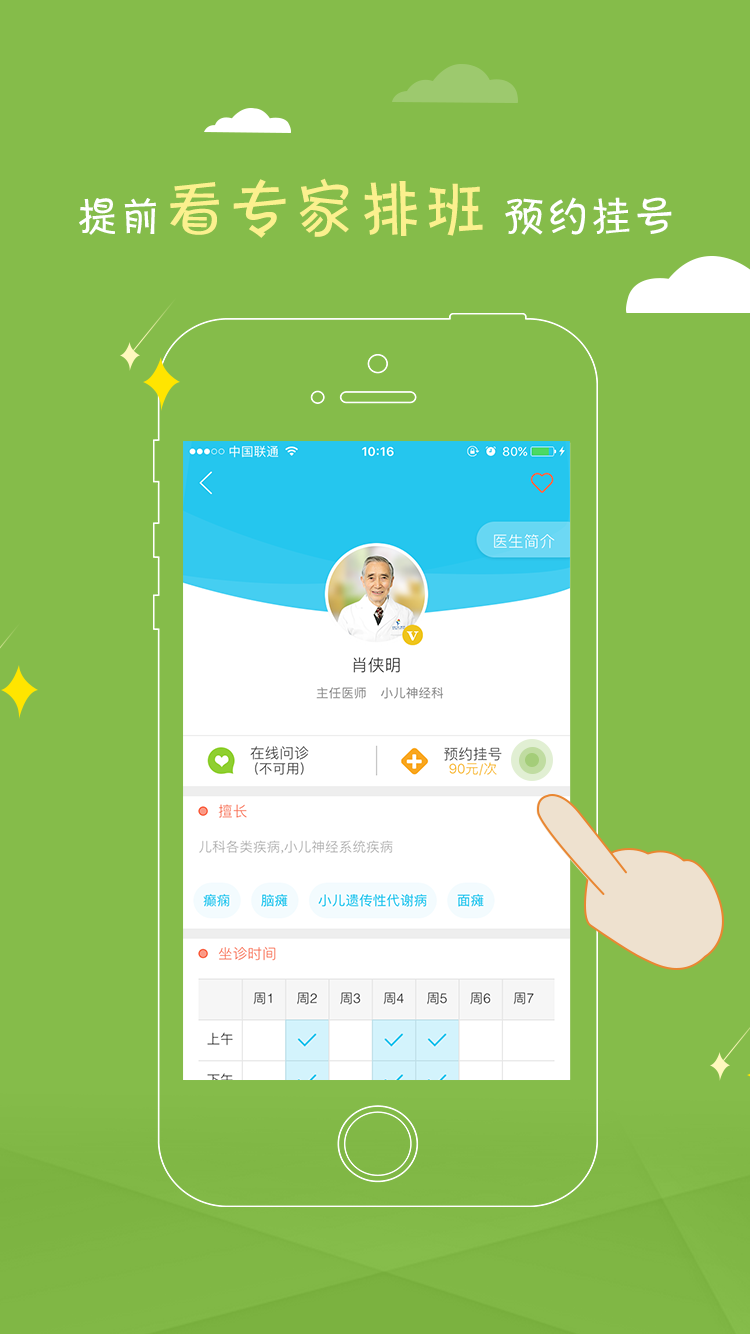 提前看专家排班 预约挂号
中国联通 10:16 80%
医生简介
V
肖侠明
主任医师 小儿神经科
在线问诊 预约挂号
(不可用) 90元/次
擅长
儿科各类疾病,小儿神经系统疾病
癫痫 脑瘫 小儿遗传性代谢病 面瘫
坐诊时间
周1 周2 周3 周4 周5 周6 周7
上午
下午